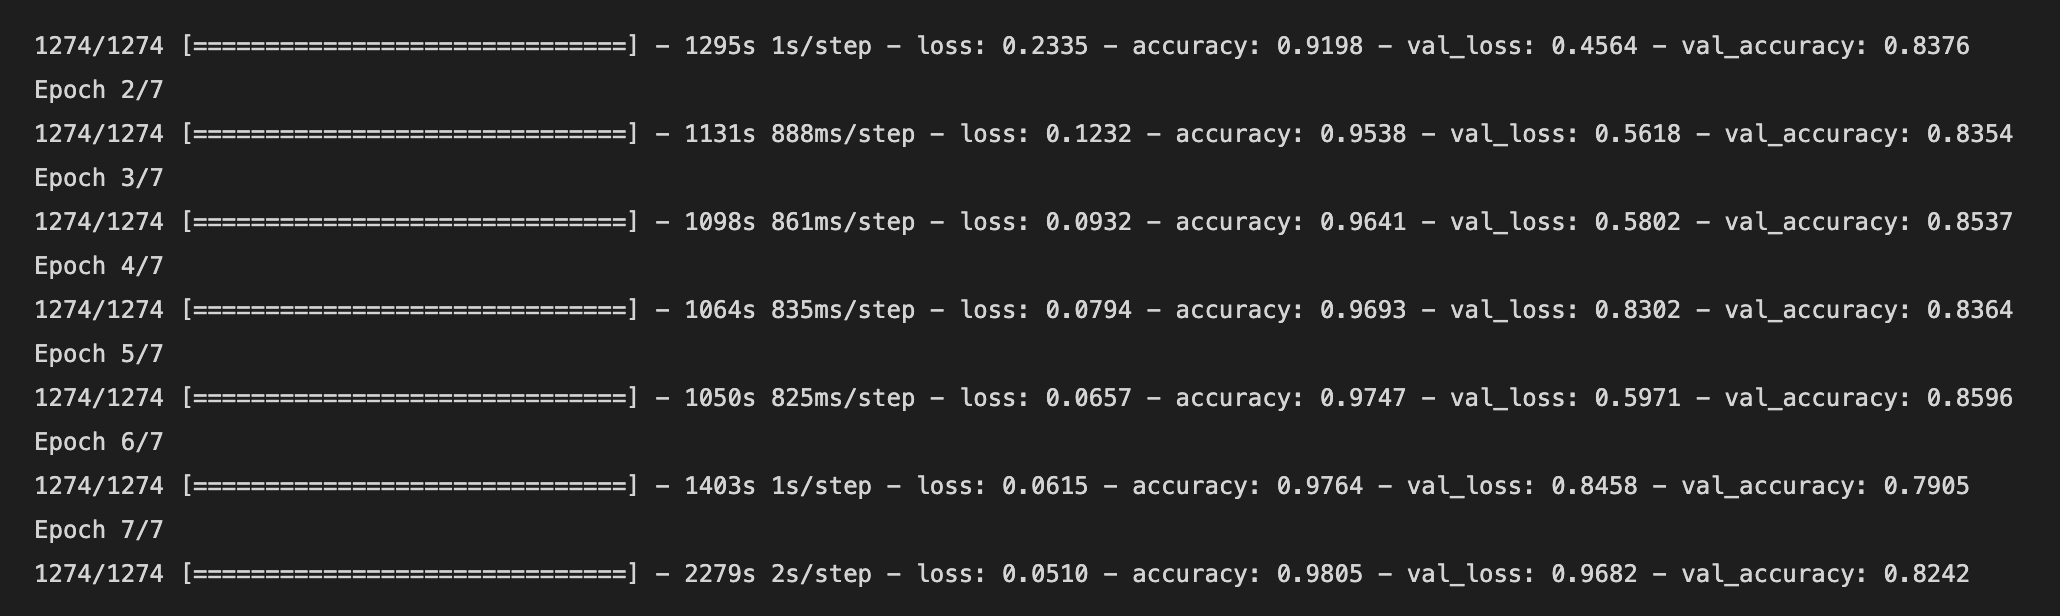 1274/1274 [==============================] - 1295s 1s/step - loss: 0.2335 - accuracy: 0.9198 - val_loss: 0.4564 - val_accuracy: 0.8376
Epoch 2/7
1274/1274 [==============================] - 1131s 888ms/step - loss: 0.1232 - accuracy: 0.9538 - val_loss: 0.5618 - val_accuracy: 0.8354
Epoch 3/7
1274/1274 [==============================] - 1098s 861ms/step - loss: 0.0932 - accuracy: 0.9641 - val_loss: 0.5802 - val_accuracy: 0.8537
Epoch 4/7
1274/1274 [==============================] - 1064s 835ms/step - loss: 0.0794 - accuracy: 0.9693 - val_loss: 0.8302 - val_accuracy: 0.8364
Epoch 5/7
1274/1274 [==============================] - 1050s 825ms/step - loss: 0.0657 - accuracy: 0.9747 - val_loss: 0.5971 - val_accuracy: 0.8596
Epoch 6/7
1274/1274 [==============================] - 1403s 1s/step - loss: 0.0615 - accuracy: 0.9764 - val_loss: 0.8458 - val_accuracy: 0.7905
Epoch 7/7
1274/1274 [==============================] - 2279s 2s/step - loss: 0.0510 - accuracy: 0.9805 - val_loss: 0.9682 - val_accuracy: 0.8242